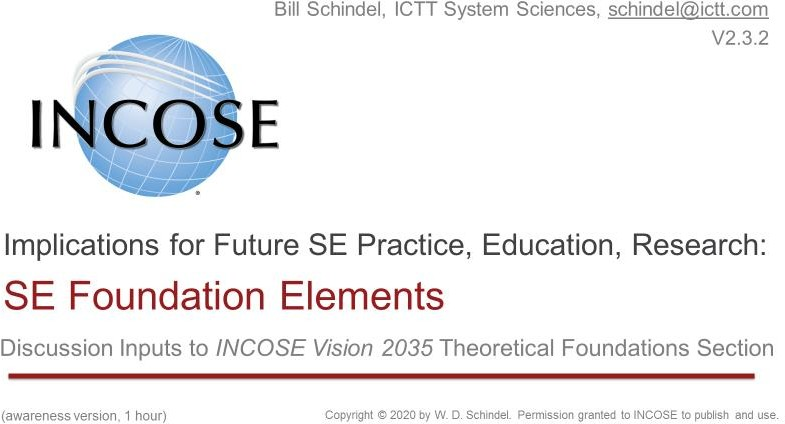 Bill Schindel, ICTT System Sciences, schindel@ictt.com
V2.3.2
INCOSE
Implications for Future SE Practice, Education, Research:
SE Foundation Elements
Discussion Inputs to INCOSE Vision 2035 Theoretical Foundations Section
(awareness version, 1 hour)
Copyright © 2020 by W. D. Schindel. Permission granted to INCOSE to publish and use.